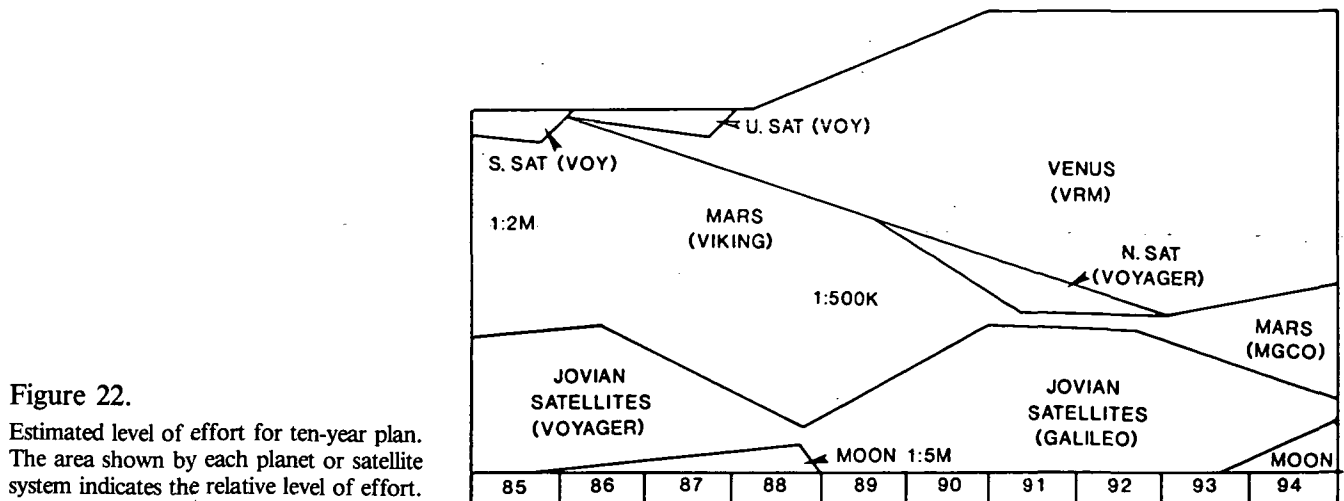 U. SAT (VOY)
S. SAT (VOY)
VENUS
(VRM)
1:2M
MARS
(VIKING)
N. SAT
(VOYAGER)
1:500K
MARS
(MGCO)
JOVIAN
SATELLITES
(VOYAGER)
JOVIAN
SATELLITES
(GALILEO)
MOON 1:5M
MOON
85 86 87 88 89 90 91 92 93 94
Figure 22.
Estimated level of effort for ten-year plan.
The area shown by each planet or satellite
system indicates the relative level of effort.